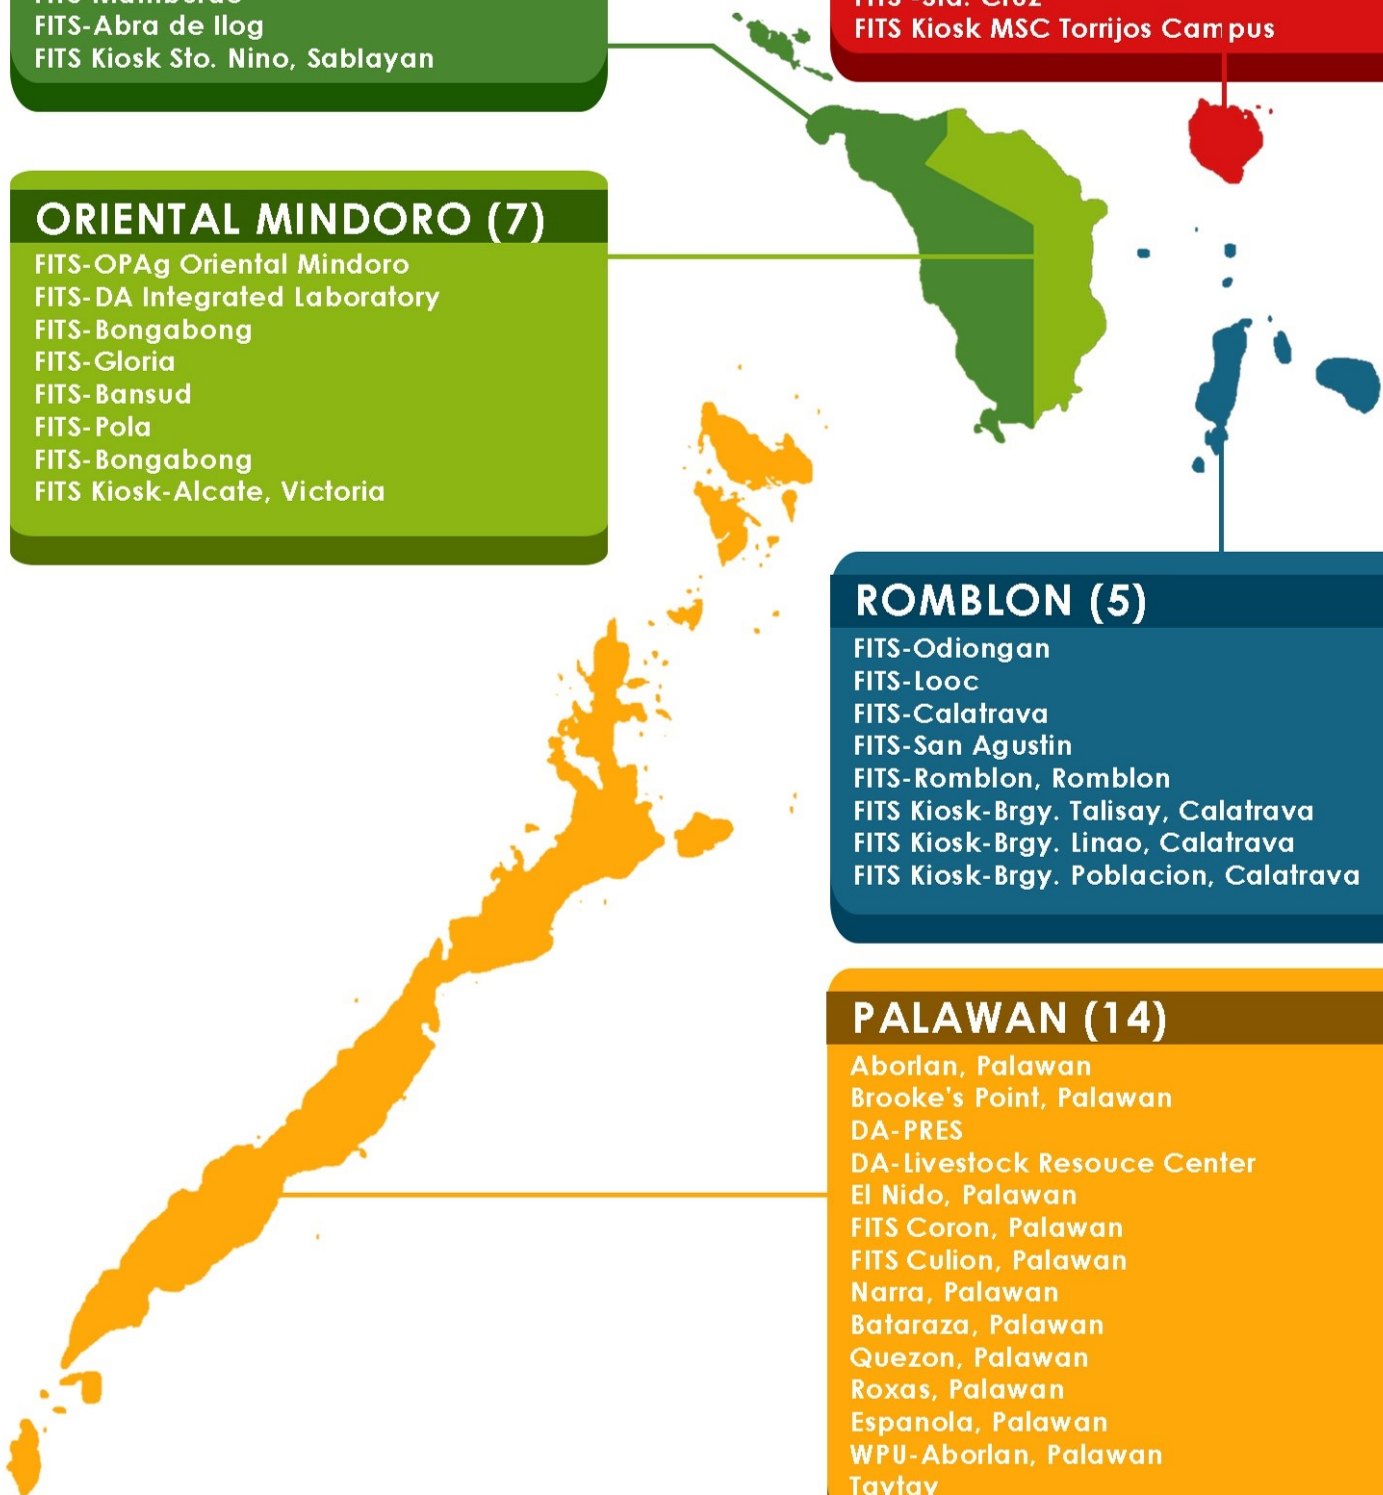 FITS-Mamburao
FITS-Abra de Ilog
FITS Kiosk Sto. Nino, Sablayan
FITS -Sta. Cruz
FITS Kiosk MSC Torrijos Campus
ORIENTAL MINDORO (7)
FITS-OPAg Oriental Mindoro
FITS-DA Integrated Laboratory
FITS-Bongabong
FITS-Gloria
FITS-Bansud
FITS-Pola
FITS-Bongabong
FITS Kiosk-Alcate, Victoria
ROMBLON (5)
FITS-Odiongan
FITS-Looc
FITS-Calatrava
FITS-San Agustin
FITS-Romblon, Romblon
FITS Kiosk-Brgy. Talisay, Calatrava
FITS Kiosk-Brgy. Linao, Calatrava
FITS Kiosk-Brgy. Poblacion, Calatrava
PALAWAN (14)
Aborlan, Palawan
Brooke's Point, Palawan
DA-PRES
DA-Livestock Resouce Center
El Nido, Palawan
FITS Coron, Palawan
FITS Culion, Palawan
Narra, Palawan
Bataraza, Palawan
Quezon, Palawan
Roxas, Palawan
Espanola, Palawan
WPU-Aborlan, Palawan
Taytay